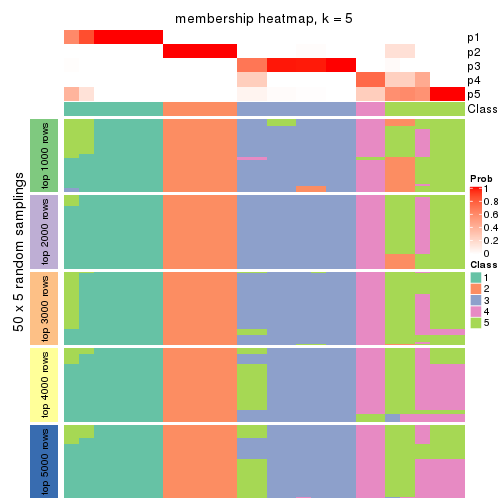 membership heatmap, k = 5
p1
p2
p3
p4
p5
Class
50 x 5 random samplings
top 1000 rows
top 2000 rows
top 3000 rows
top 4000 rows
top 5000 rows
Prob
1
0.8
0.6
0.4
0.2
0
Class
1
2
3
4
5